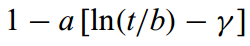 1 − a [ln(t/b) − γ]